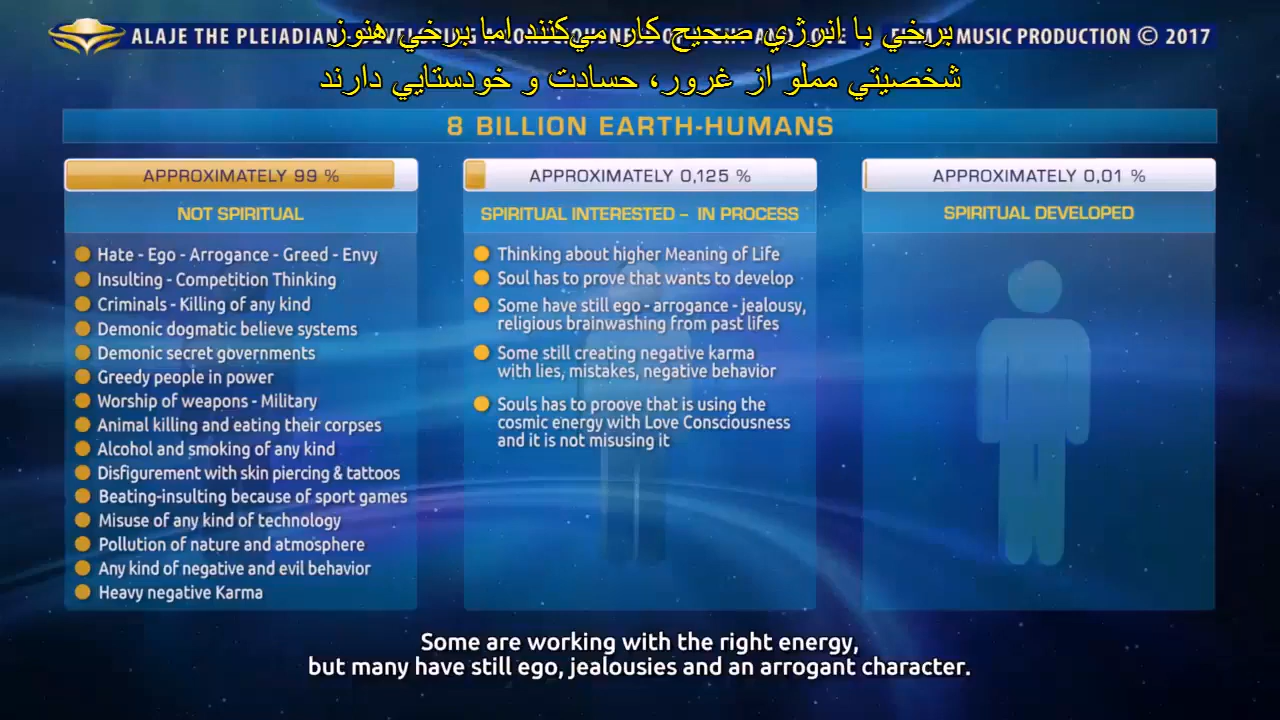 ALAJE THE PLEIADIAN
MUSIC PRODUCTION © 2017
برخي با انرژي صحيح کار مي‌کنند اما برخي هنوز
شخصيتي مملو از غرور، حسادت و خودستايي دارند
8 BILLION EARTH-HUMANS
APPROXIMATELY 99 %
NOT SPIRITUAL
Hate - Ego - Arrogance - Greed - Envy
Insulting - Competition Thinking
Criminals - Killing of any kind
Demonic dogmatic believe systems
Demonic secret governments
Greedy people in power
Worship of weapons - Military
Animal killing and eating their corpses
Alcohol and smoking of any kind
Disfigurement with skin piercing & tattoos
Beating-insulting because of sport games
Misuse of any kind of technology
Pollution of nature and atmosphere
Any kind of negative and evil behavior
Heavy negative Karma
APPROXIMATELY 0,125 %
SPIRITUAL INTERESTED – IN PROCESS
Thinking about higher Meaning of Life
Soul has to prove that wants to develop
Some have still ego - arrogance - jealousy,
religious brainwashing from past lifes
Some still creating negative karma
with lies, mistakes, negative behavior
Souls has to proove that is using the
cosmic energy with Love Consciousness
and it is not misusing it
APPROXIMATELY 0,01 %
SPIRITUAL DEVELOPED
Some are working with the right energy,
but many have still ego, jealousies and an arrogant character.